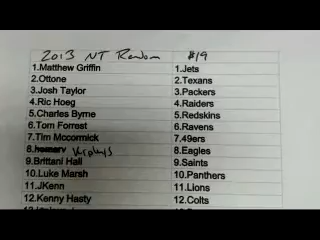 2013 NT Random #19
1.Matthew Griffin 1.Jets
2.Ottone 2.Texans
3.Josh Taylor 3.Packers
4.Ric Hoeg 4.Raiders
5.Charles Byrne 5.Redskins
6.Tom Forrest 6.Ravens
7.Tim Mccormick 7.49ers
8. 8.Eagles
9.Brittani Hall 9.Saints
10.Luke Marsh 10.Panthers
11.JKenn 11.Lions
12.Kenny Hasty 12.Colts